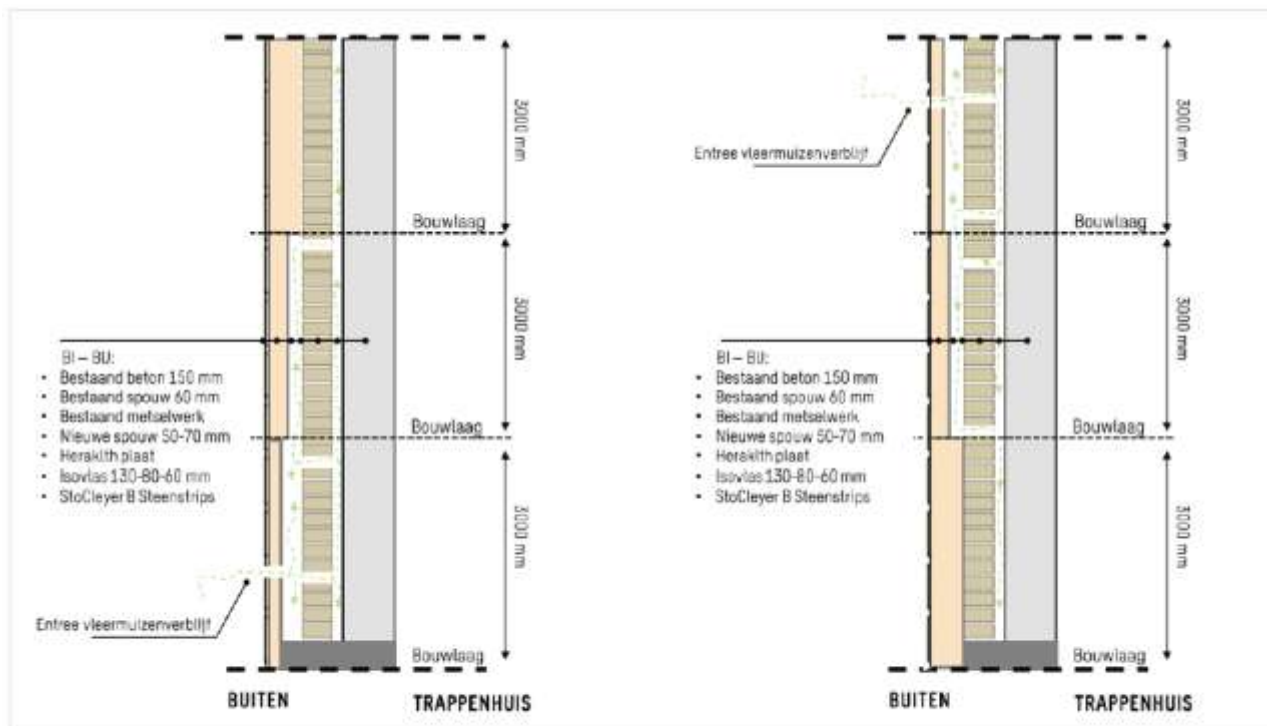 3000 mm
Bouwlaag
3000 mm
BI – BU:
• Bestaand beton 150 mm
• Bestaand spouw 60 mm
• Bestaand metselwerk
• Nieuwe spouw 50-70 mm
• Heraklith plaat
• Isovlas 130-80-60 mm
• StoCleyer B Steenstrips
Bouwlaag
3000 mm
Entree vleermuizenverblijf
Bouwlaag
BUITEN TRAPPENHUIS
3000 mm
Entree vleermuizenverblijf
Bouwlaag
3000 mm
BI – BU:
• Bestaand beton 150 mm
• Bestaand spouw 60 mm
• Bestaand metselwerk
• Nieuwe spouw 50-70 mm
• Heraklith plaat
• Isovlas 130-80-60 mm
• StoCleyer B Steenstrips
Bouwlaag
3000 mm
Bouwlaag
BUITEN TRAPPENHUIS